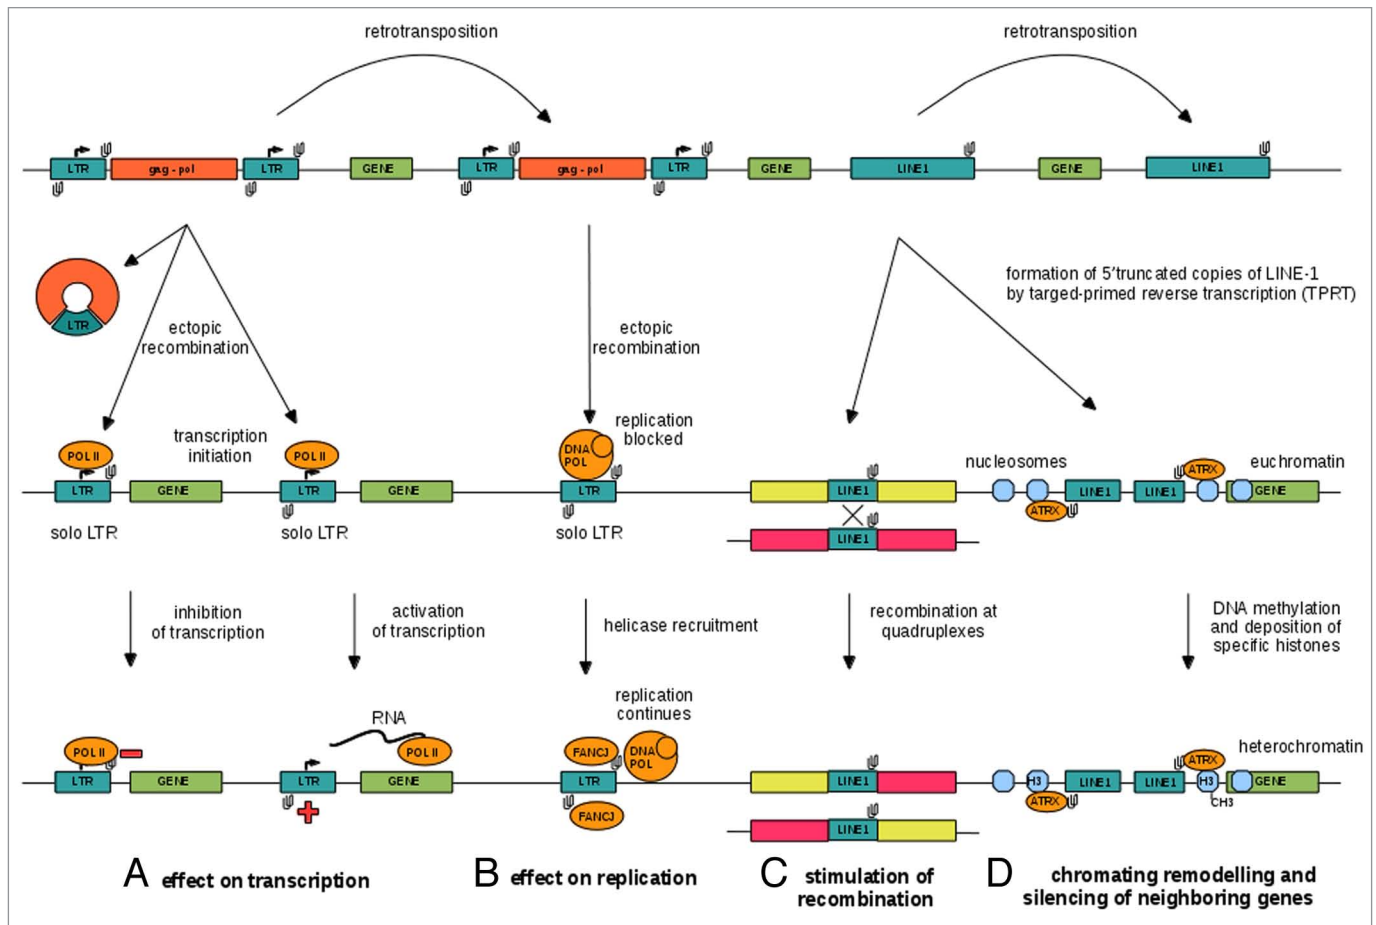 retrotransposition
retrotransposition
LTR
gag - pol
LTR
GENE
LTR
gag - pol
LTR
GENE
LINE1
GENE
LINE1
formation of 5'truncated copies of LINE-1
by targed-primed reverse transcription (TPRT)
LTR
ectopic
recombination
ectopic
recombination
replication
blocked
transcription
initiation
POL II
POL II
DNA
POL
nucleosomes
ATRX
euchromatin
LTR
GENE
LTR
GENE
LTR
LINE1
LINE1
LINE1
GENE
ATRX
solo LTR
solo LTR
solo LTR
LINE1
inhibition
of transcription
activation
of transcription
helicase recruitment
recombination at
quadruplexes
DNA methylation
and deposition of
specific histones
replication
continues
RNA
POL II
POL II
FANCJ
DNA
POL
ATRX
heterochromatin
LTR
GENE
LTR
GENE
LTR
LINE1
H3
LINE1
LINE1
H3
GENE
ATRX
CH3
FANCJ
LINE1
A effect on transcription
B effect on replication
C stimulation of
recombination
D chromating remodelling and
silencing of neighboring genes